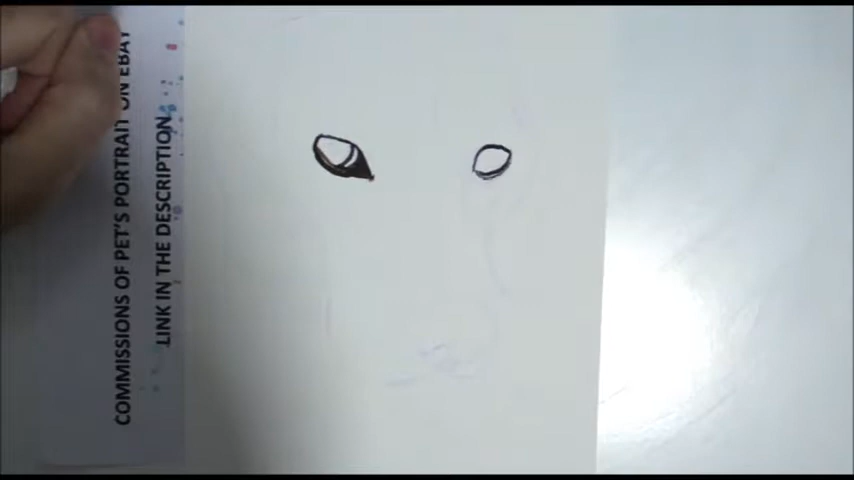 COMMISSIONS OF PET'S PORTRAIT ON EBAY
LINK IN THE DESCRIPTION